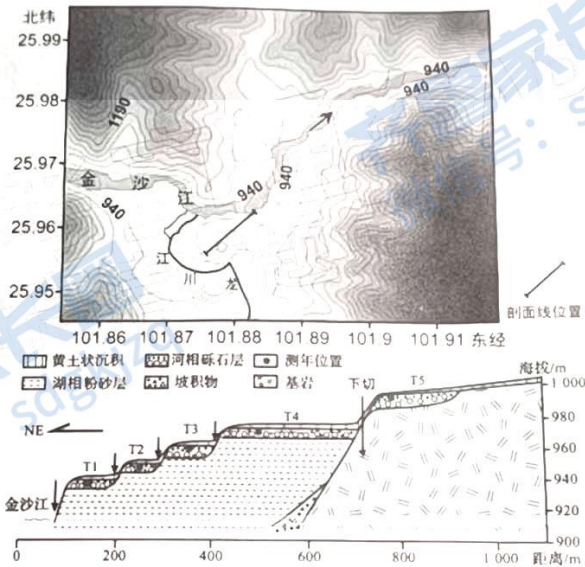 北纬
25.99
25.98
25.97
25.96
25.95
1190
940
940
940
940
940
金沙江
江川龙
剖面线位置
101.86 101.87 101.88 101.89 101.9 101.91 东经
黄土状沉积 河相砾石层 测年位置
湖相粉砂层 坡积物 基岩
下切
海拔/m
NE
T1
T2
T3
T4
T5
金沙江
1 000
980
960
940
920
900
0 200 400 600 800 1 000 距离/m
sdgkjzq